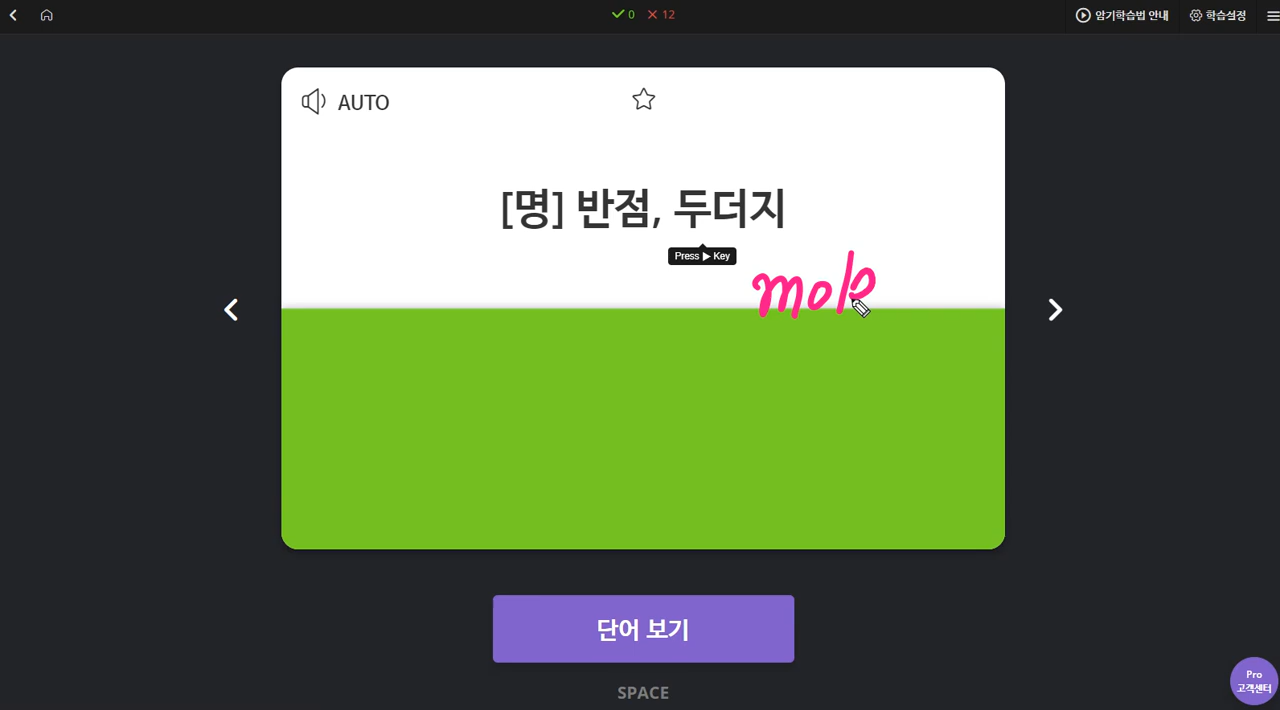 0 12 암기학습법 안내 학습설정
AUTO
[명] 반점, 두더지
Press ▶ Key
mole
단어 보기
SPACE
Pro
고객센터